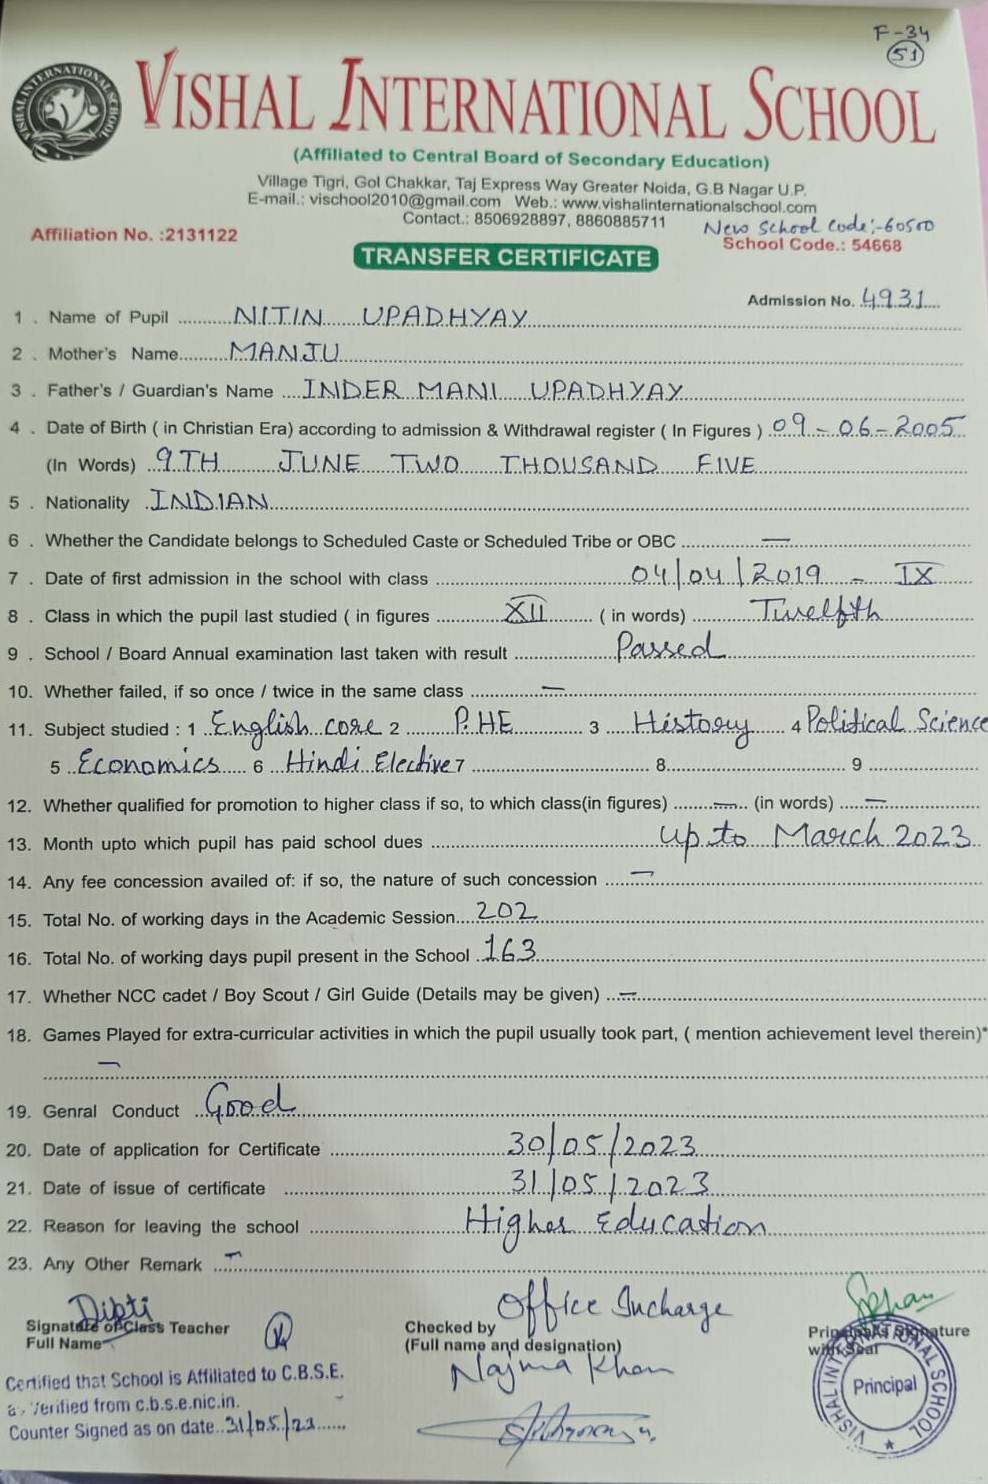 F-34
51
VISHAL INTERNATIONAL SCHOOL
VISHAL INTERNATIONAL SCHOOL
(Affiliated to Central Board of Secondary Education)
Village Tigri, Gol Chakkar, Taj Express Way Greater Noida, G.B Nagar U.P.
E-mail.: vischool2010@gmail.com Web.: www.vishalinternationalschool.com
Contact.: 8506928897, 8860885711
New School Code:-60500
Affiliation No. :2131122 School Code.: 54668
TRANSFER CERTIFICATE
Admission No. 4931
1 . Name of Pupil NITIN UPADHYAY
2 . Mother's Name MANJU
3 . Father's / Guardian's Name INDER MANI UPADHYAY
4 . Date of Birth ( in Christian Era) according to admission & Withdrawal register ( In Figures ) 09-06-2005
(In Words) 9TH JUNE TWO THOUSAND FIVE
5 . Nationality INDIAN
6 . Whether the Candidate belongs to Scheduled Caste or Scheduled Tribe or OBC —
7 . Date of first admission in the school with class 04/04/2019 - IX
8 . Class in which the pupil last studied ( in figures XII ( in words) Twelfth
9 . School / Board Annual examination last taken with result Passed
10. Whether failed, if so once / twice in the same class —
11. Subject studied : 1 English core 2 P.HE 3 History 4 Political Science
5 Economics 6 Hindi Elective 7 8 9
12. Whether qualified for promotion to higher class if so, to which class(in figures) — (in words) —
13. Month upto which pupil has paid school dues up to March 2023
14. Any fee concession availed of: if so, the nature of such concession —
15. Total No. of working days in the Academic Session 202
16. Total No. of working days pupil present in the School 163
17. Whether NCC cadet / Boy Scout / Girl Guide (Details may be given) —
18. Games Played for extra-curricular activities in which the pupil usually took part, ( mention achievement level therein)*
—
19. Genral Conduct Good
20. Date of application for Certificate 30/05/2023
21. Date of issue of certificate 31/05/2023
22. Reason for leaving the school Higher Education
23. Any Other Remark —
Dipti Office Incharge
Signature of Class Teacher Checked by Principal's Signature
Full Name (Full name and designation) with Seal
Najma Khan
Certified that School is Affiliated to C.B.S.E.
as Verified from c.b.s.e.nic.in.
Counter Signed as on date 31/05/23
VISHAL INTERNATIONAL SCHOOL
Principal